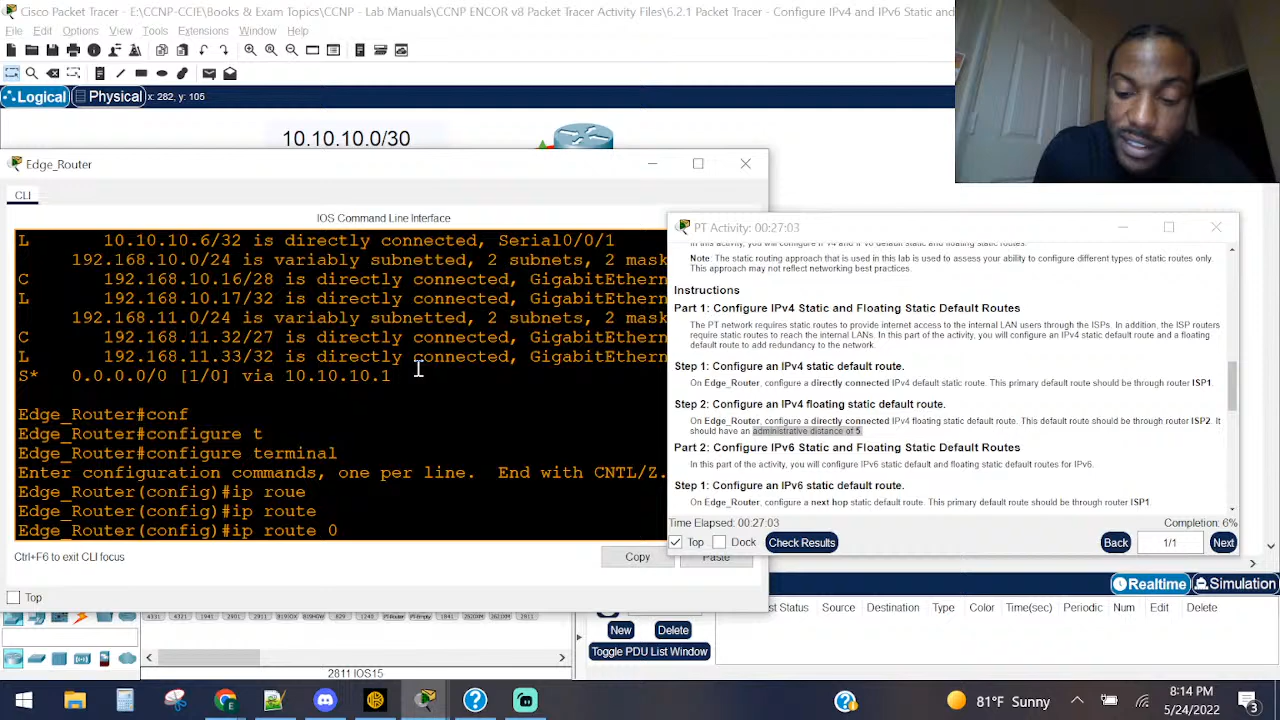 Cisco Packet Tracer - E:\CCNP-CCIE\Books & Exam Topics\CCNP - Lab Manuals\CCNP ENCOR v8 Packet Tracer Activity Files\6.2.1 Packet Tracer - Configure IPv4 and IPv6 Static and
File Edit Options View Tools Extensions Window Help
Logical Physical x: 282, y: 105
10.10.10.0/30
Edge_Router
CLI
IOS Command Line Interface
L 10.10.10.6/32 is directly connected, Serial0/0/1
192.168.10.0/24 is variably subnetted, 2 subnets, 2 mask
C 192.168.10.16/28 is directly connected, GigabitEthern
L 192.168.10.17/32 is directly connected, GigabitEthern
192.168.11.0/24 is variably subnetted, 2 subnets, 2 mask
C 192.168.11.32/27 is directly connected, GigabitEthern
L 192.168.11.33/32 is directly connected, GigabitEthern
S* 0.0.0.0/0 [1/0] via 10.10.10.1
Edge_Router#conf
Edge_Router#configure t
Edge_Router#configure terminal
Enter configuration commands, one per line. End with CNTL/Z.
Edge_Router(config)#ip roue
Edge_Router(config)#ip route
Edge_Router(config)#ip route 0
Ctrl+F6 to exit CLI focus
Copy
Paste
Top
PT Activity: 00:27:03
Note: The static routing approach that is used in this lab is used to assess your ability to configure different types of static routes only.
This approach may not reflect networking best practices.
Instructions
Part 1: Configure IPv4 Static and Floating Static Default Routes
The PT network requires static routes to provide internet access to the internal LAN users through the ISPs. In addition, the ISP routers
require static routes to reach the internal LANs. In this part of the activity, you will configure an IPv4 static default route and a floating
default route to add redundancy to the network.
Step 1: Configure an IPv4 static default route.
On Edge_Router, configure a directly connected IPv4 default static route. This primary default route should be through router ISP1.
Step 2: Configure an IPv4 floating static default route.
On Edge_Router, configure a directly connected IPv4 floating static default route. This default route should be through router ISP2. It
should have an administrative distance of 5.
Part 2: Configure IPv6 Static and Floating Static Default Routes
In this part of the activity, you will configure IPv6 static default and floating static default routes for IPv6.
Step 1: Configure an IPv6 static default route.
On Edge_Router, configure a next hop static default route. This primary default route should be through router ISP1.
Time Elapsed: 00:27:03 Completion: 6%
Top Dock Check Results Back 1/1 Next
Realtime Simulation
st Status Source Destination Type Color Time(sec) Periodic Num Edit Delete
New Delete
Toggle PDU List Window
2811 IOS15
81°F Sunny
8:14 PM
5/24/2022
3